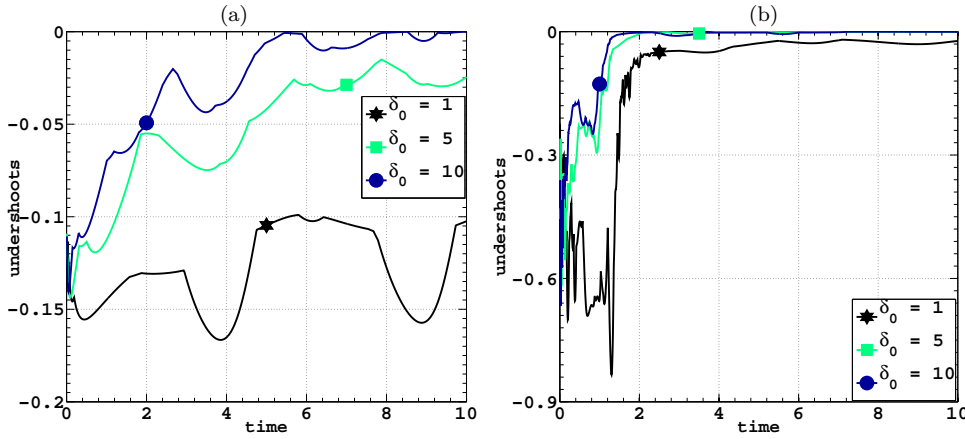 (a)
0
−0.05
−0.1
−0.15
−0.2
undershoots
0 2 4 6 8 10
time
δ0 = 1
δ0 = 5
δ0 = 10
(b)
0
−0.3
−0.6
−0.9
undershoots
0 2 4 6 8 10
time
δ0 = 1
δ0 = 5
δ0 = 10